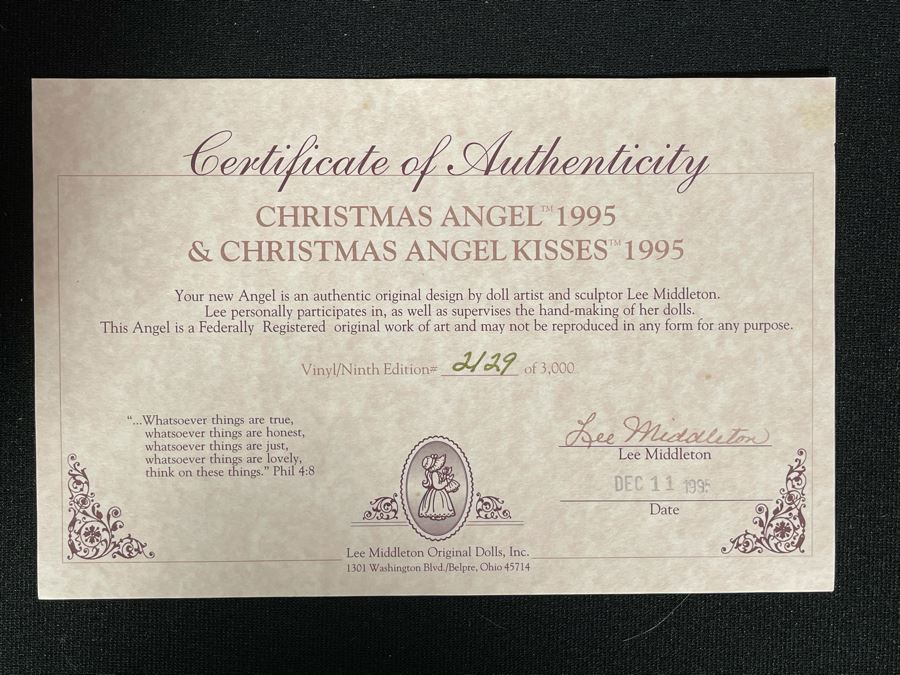 Certificate of Authenticity
CHRISTMAS ANGEL™ 1995
& CHRISTMAS ANGEL KISSES™ 1995
Your new Angel is an authentic original design by doll artist and sculptor Lee Middleton.
Lee personally participates in, as well as supervises the hand-making of her dolls.
This Angel is a Federally Registered original work of art and may not be reproduced in any form for any purpose.
Vinyl/Ninth Edition# 2129 of 3,000
"...Whatsoever things are true,
whatsoever things are honest,
whatsoever things are just,
whatsoever things are lovely,
think on these things." Phil 4:8
Lee Middleton
Lee Middleton
DEC 11 1995
Date
Lee Middleton Original Dolls, Inc.
1301 Washington Blvd./Belpre, Ohio 45714